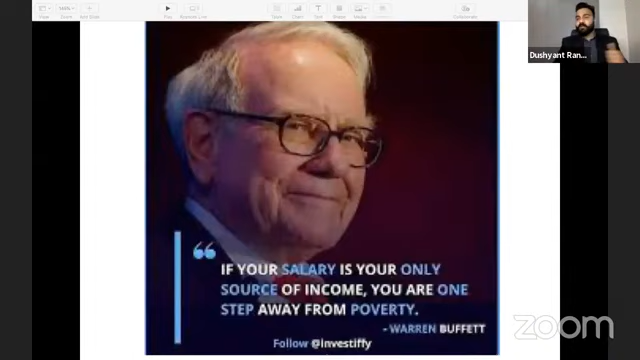 Dushyant Ran...
“
IF YOUR SALARY IS YOUR ONLY
SOURCE OF INCOME, YOU ARE ONE
STEP AWAY FROM POVERTY.
- WARREN BUFFETT
Follow @investiffy
zoom